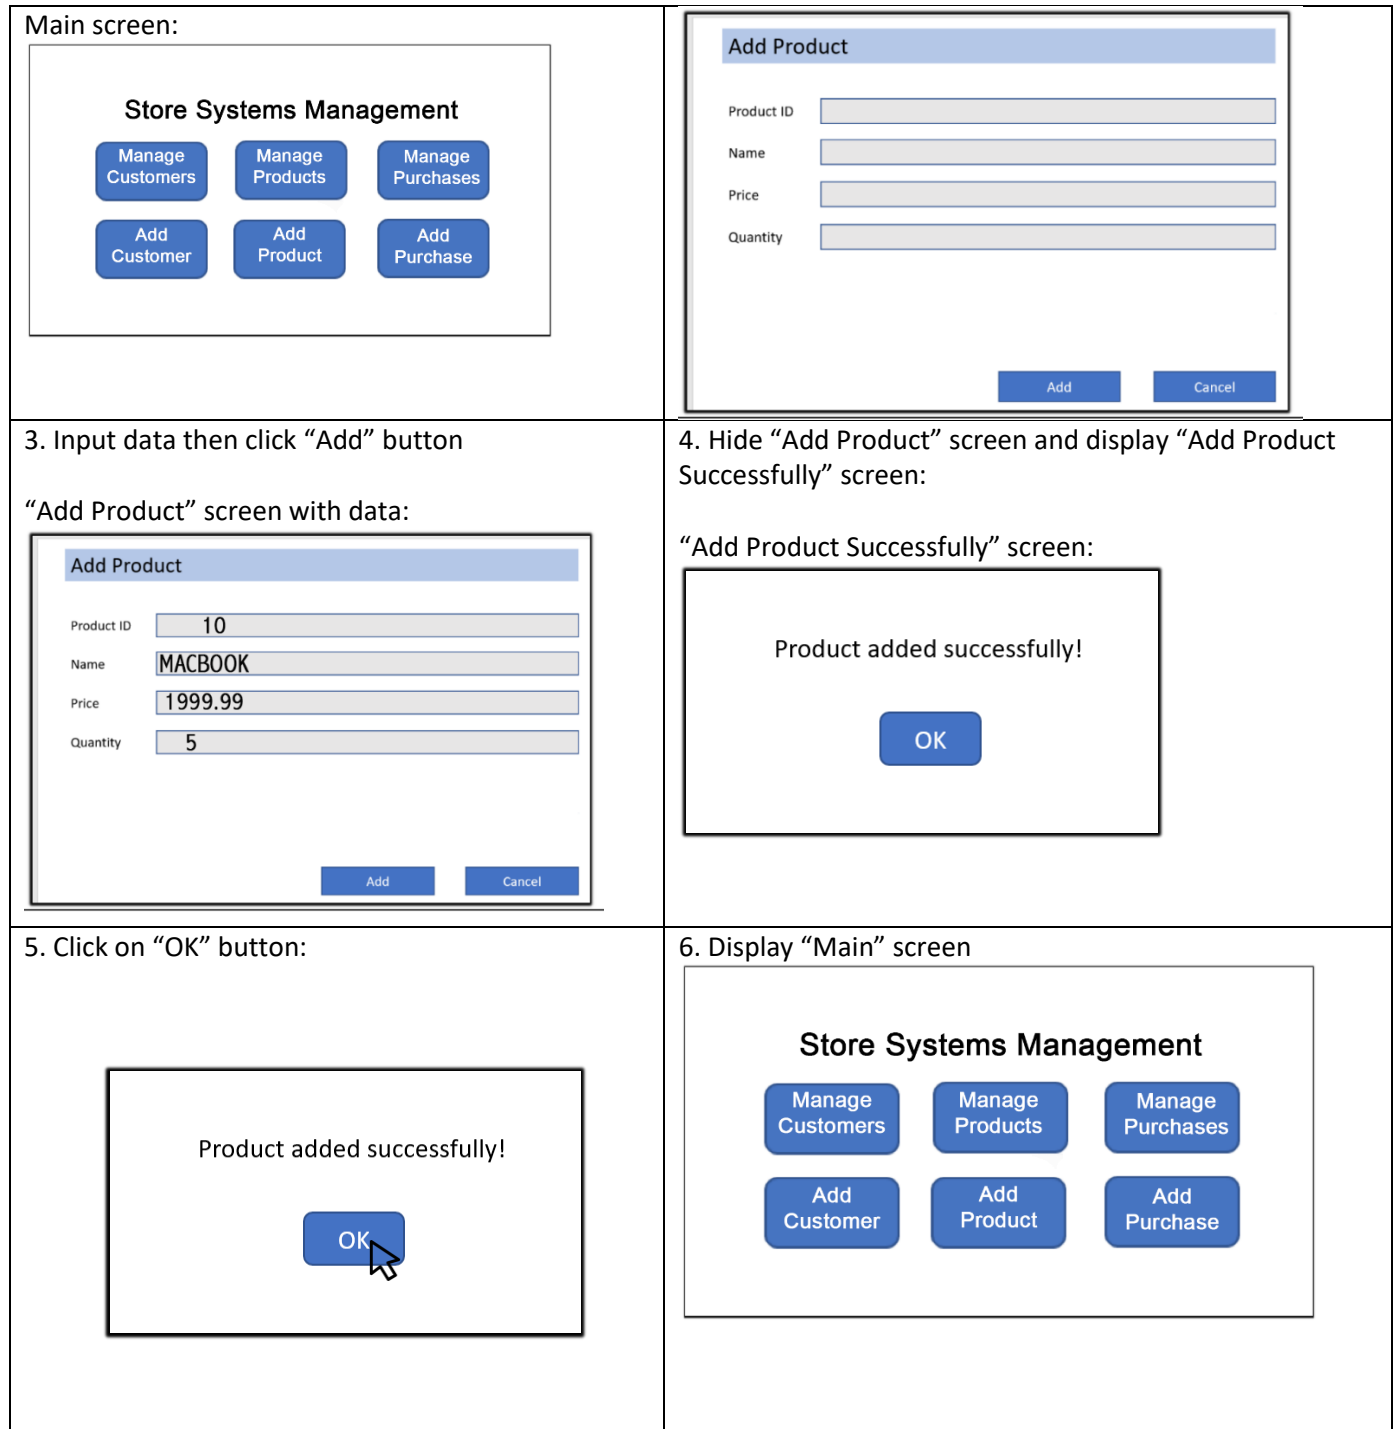 Main screen:
Store Systems Management
Manage Customers
Manage Products
Manage Purchases
Add Customer
Add Product
Add Purchase
Add Product
Product ID
Name
Price
Quantity
Add
Cancel
3. Input data then click “Add” button
“Add Product” screen with data:
Add Product
Product ID 10
Name MACBOOK
Price 1999.99
Quantity 5
Add
Cancel
4. Hide “Add Product” screen and display “Add Product
Successfully” screen:
“Add Product Successfully” screen:
Product added successfully!
OK
5. Click on “OK” button:
Product added successfully!
OK
6. Display “Main” screen
Store Systems Management
Manage Customers
Manage Products
Manage Purchases
Add Customer
Add Product
Add Purchase